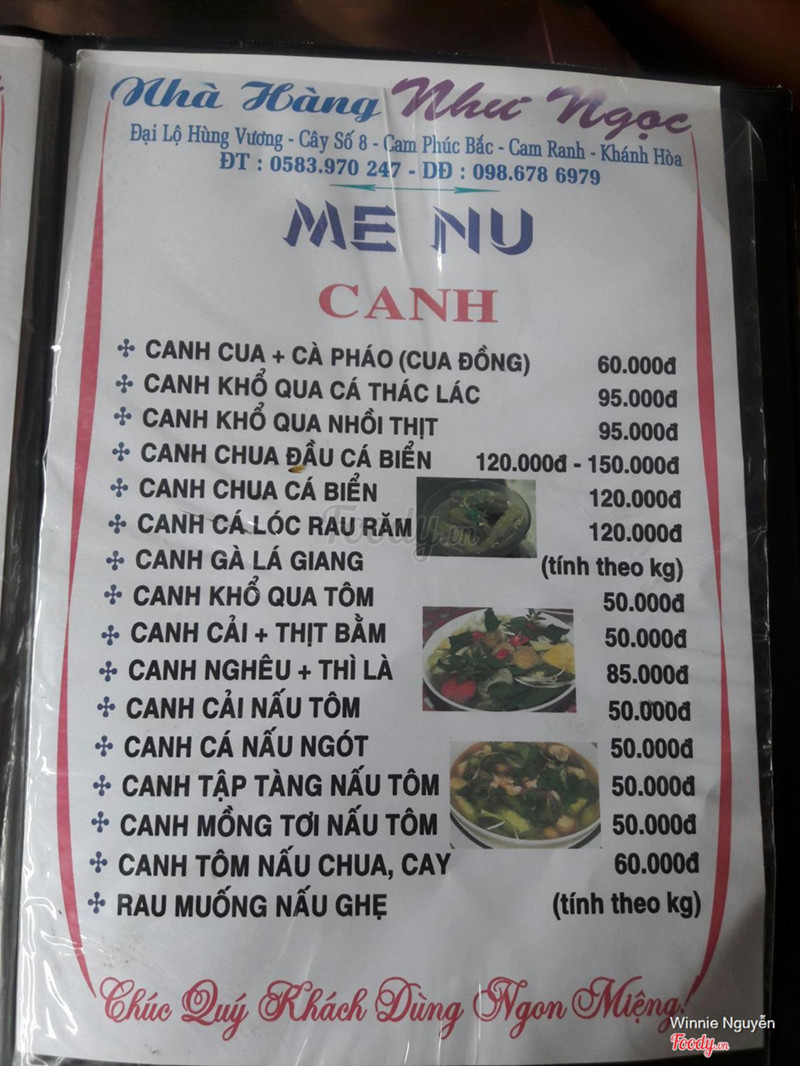 Nhà Hàng Như Ngọc
Đại Lộ Hùng Vương - Cây Số 8 - Cam Phúc Bắc - Cam Ranh - Khánh Hòa
ĐT : 0583.970 247 - DĐ : 098.678 6979
ME NU
CANH
CANH CUA + CÀ PHÁO (CUA ĐỒNG) 60.000đ
CANH KHỔ QUA CÁ THÁC LÁC 95.000đ
CANH KHỔ QUA NHỒI THỊT 95.000đ
CANH CHUA ĐẦU CÁ BIỂN 120.000đ - 150.000đ
CANH CHUA CÁ BIỂN 120.000đ
CANH CÁ LÓC RAU RĂM 120.000đ
CANH GÀ LÁ GIANG (tính theo kg)
CANH KHỔ QUA TÔM 50.000đ
CANH CẢI + THỊT BẰM 50.000đ
CANH NGHÊU + THÌ LÀ 85.000đ
CANH CẢI NẤU TÔM 50.000đ
CANH CÁ NẤU NGÓT 50.000đ
CANH TẬP TÀNG NẤU TÔM 50.000đ
CANH MỒNG TƠI NẤU TÔM 50.000đ
CANH TÔM NẤU CHUA, CAY 60.000đ
RAU MUỐNG NẤU GHẸ (tính theo kg)
Chúc Quý Khách Dùng Ngon Miệng!
Foody.vn
Winnie Nguyễn
Foody.vn